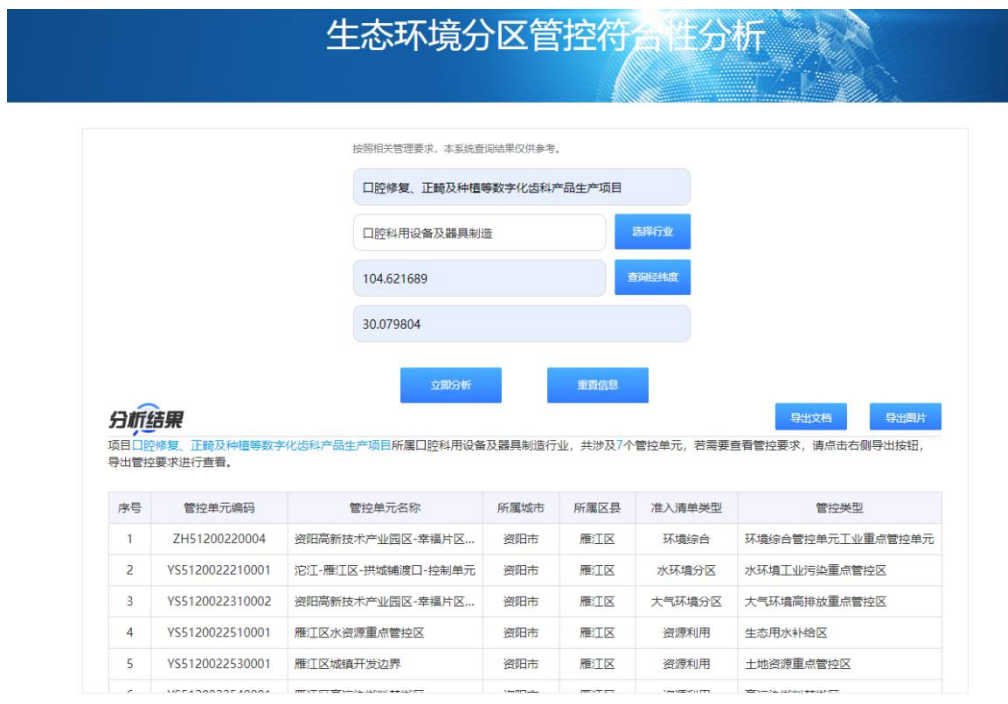 生态环境分区管控符合性分析
按照相关管理要求，本系统查询结果仅供参考。
口腔修复、正畸及种植等数字化齿科产品生产项目
口腔科用设备及器具制造 选择行业
104.621689 查询经纬度
30.079804
立即分析 重置信息
分析结果 导出文档 导出图片
项目口腔修复、正畸及种植等数字化齿科产品生产项目所属口腔科用设备及器具制造行业，共涉及7个管控单元，若需要查看管控要求，请点击右侧导出按钮，
导出管控要求进行查看。
序号 管控单元编码 管控单元名称 所属城市 所属区县 准入清单类型 管控类型
1 ZH51200220004 资阳高新技术产业园区-幸福片区... 资阳市 雁江区 环境综合 环境综合管控单元工业重点管控单元
2 YS5120022210001 沱江-雁江区-拱城铺渡口-控制单元 资阳市 雁江区 水环境分区 水环境工业污染重点管控区
3 YS5120022310002 资阳高新技术产业园区-幸福片区... 资阳市 雁江区 大气环境分区 大气环境高排放重点管控区
4 YS5120022510001 雁江区水资源重点管控区 资阳市 雁江区 资源利用 生态用水补给区
5 YS5120022530001 雁江区城镇开发边界 资阳市 雁江区 资源利用 土地资源重点管控区